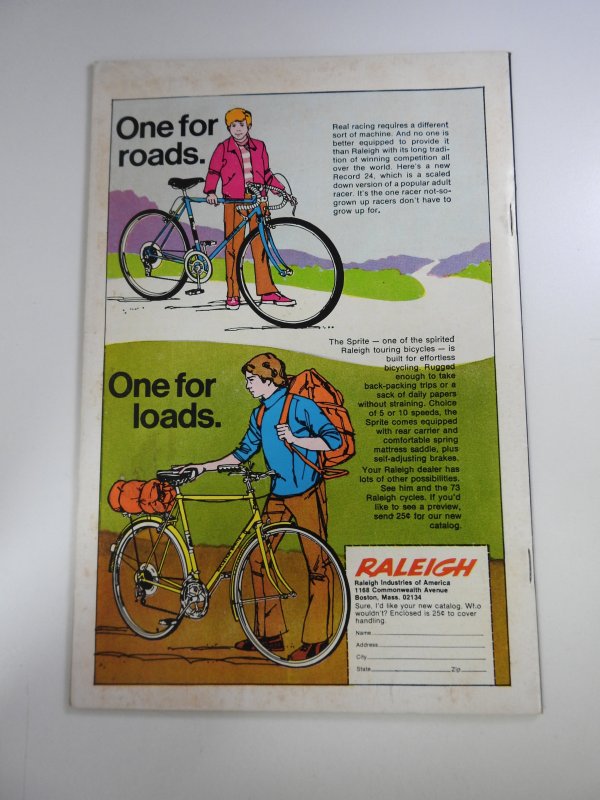 One for
roads.
Real racing requires a different
sort of machine. And no one is
better equipped to provide it
than Raleigh with its long tradi-
tion of winning competition all
over the world. Here's a new
Record 24, which is a scaled
down version of a popular adult
racer. It's the one racer not-so-
grown up racers don't have to
grow up for.
The Sprite — one of the spirited
Raleigh touring bicycles — is
built for effortless
bicycling. Rugged
enough to take
back-packing trips or a
sack of daily papers
without straining. Choice
of 5 or 10 speeds, the
Sprite comes equipped
with rear carrier and
comfortable spring
mattress saddle, plus
self-adjusting brakes.
Your Raleigh dealer has
lots of other possibilities.
See him and the 73
Raleigh cycles. If you'd
like to see a preview,
send 25¢ for our new
catalog.
One for
loads.
RALEIGH
Raleigh Industries of America
1168 Commonwealth Avenue
Boston, Mass. 02134
Sure, I'd like your new catalog. Who
wouldn't? Enclosed is 25¢ to cover
handling.
Name
Address
City
State Zip